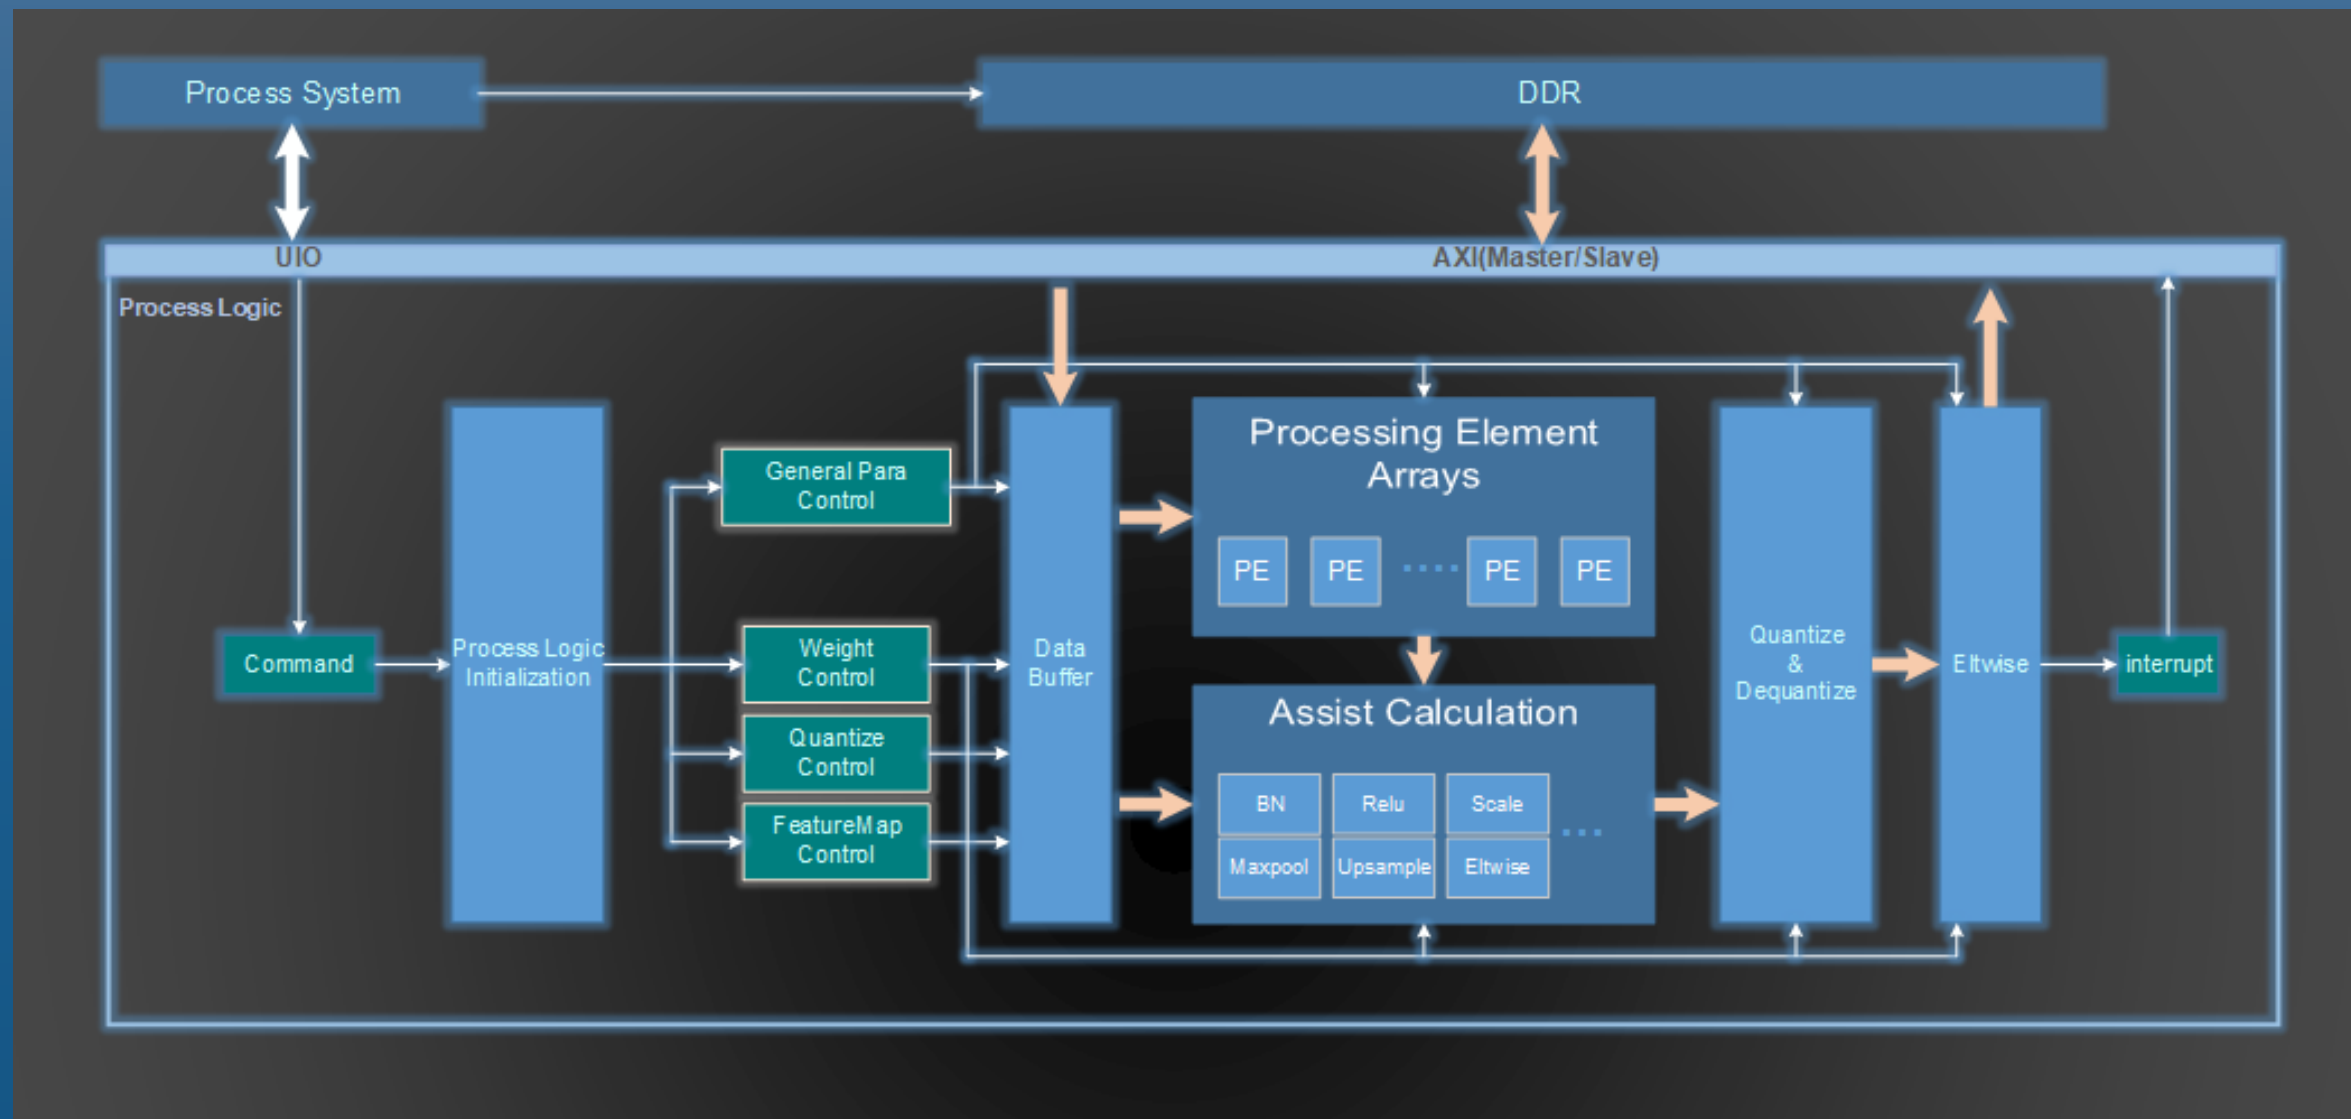 Process System
DDR
UIO
AXI(Master/Slave)
Process Logic
General Para
Control
Processing Element
Arrays
PE
PE
....
PE
PE
Command
Process Logic
Initialization
Weight
Control
Quantize
Control
FeatureMap
Control
Data
Buffer
Assist Calculation
BN
Relu
Scale
...
Maxpool
Upsample
Eltwise
Quantize
&
Dequantize
Eltwise
interrupt